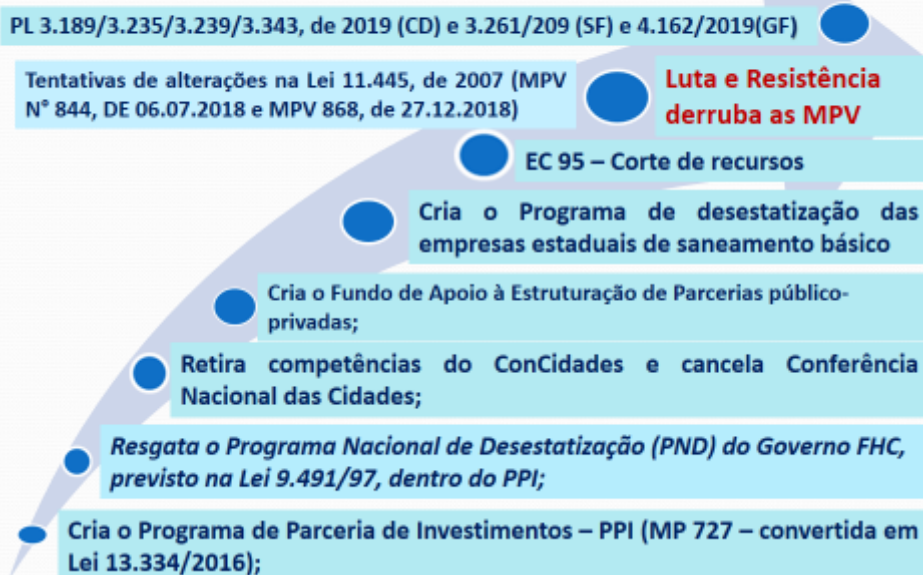 PL 3.189/3.235/3.239/3.343, de 2019 (CD) e 3.261/209 (SF) e 4.162/2019(GF)
Tentativas de alterações na Lei 11.445, de 2007 (MPV
N° 844, DE 06.07.2018 e MPV 868, de 27.12.2018)
Luta e Resistência
derruba as MPV
EC 95 – Corte de recursos
Cria o Programa de desestatização das
empresas estaduais de saneamento básico
Cria o Fundo de Apoio à Estruturação de Parcerias público-
privadas;
Retira competências do ConCidades e cancela Conferência
Nacional das Cidades;
Resgata o Programa Nacional de Desestatização (PND) do Governo FHC,
previsto na Lei 9.491/97, dentro do PPI;
Cria o Programa de Parceria de Investimentos – PPI (MP 727 – convertida em
Lei 13.334/2016);